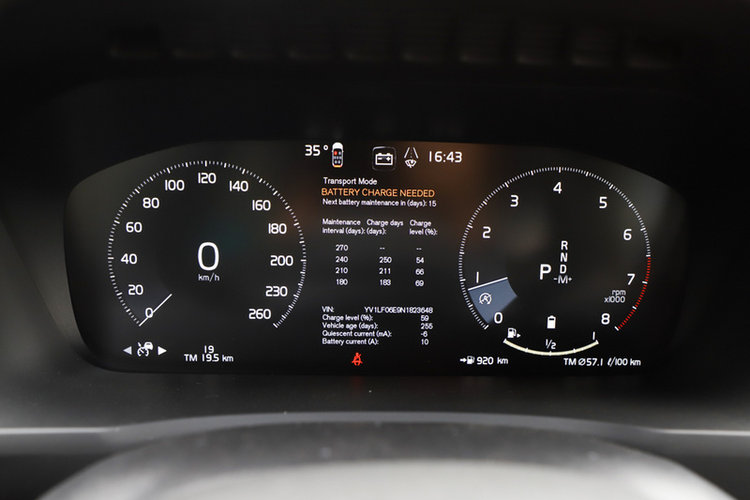 35°
16:43
Transport Mode
BATTERY CHARGE NEEDED
Next battery maintenance in (days): 15
Maintenance Charge days Charge
interval (days): (days): level (%):
270 -- --
240 250 54
210 211 66
180 183 69
VIN: YV1LF06E9N1823648
Charge level (%): 59
Vehicle age (days): 255
Quiescent current (mA): -6
Battery current (A): 10
0 20 40 60 80 100 120 140 160 180 200 230 260
0
km/h
19
TM 19.5 km
0 1 2 3 4 5 6 7 8
R
N
P D
-M+
rpm
x1000
1/2 1
920 km
TM Ø57.1 ℓ/100 km